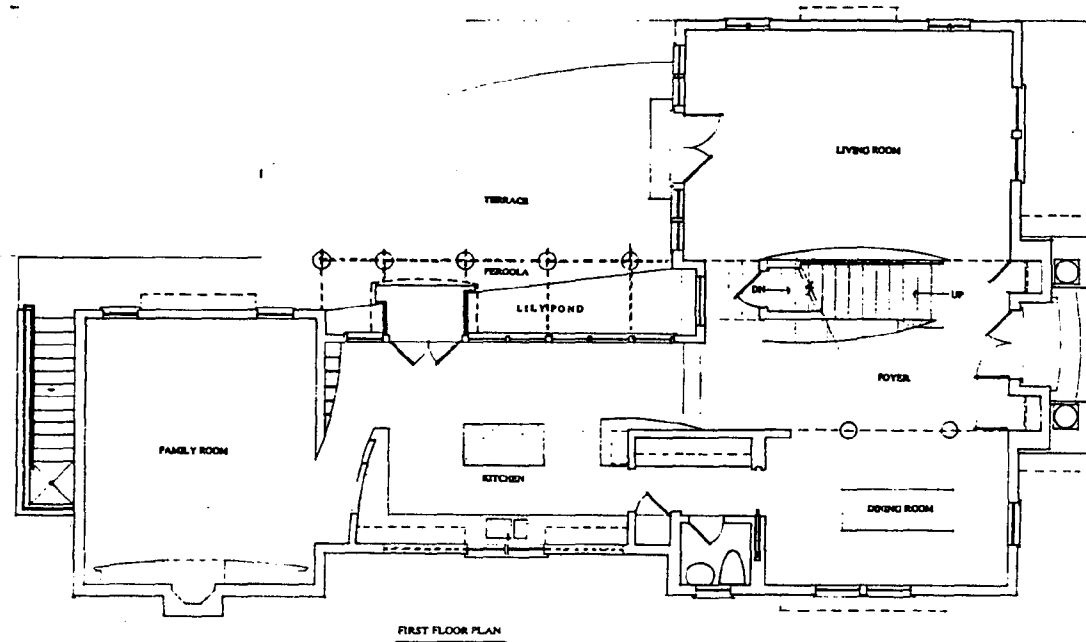 LIVING ROOM
TERRACE
PERGOLA
DN
UP
LILY POND
FOYER
FAMILY ROOM
KITCHEN
DINING ROOM
FIRST FLOOR PLAN